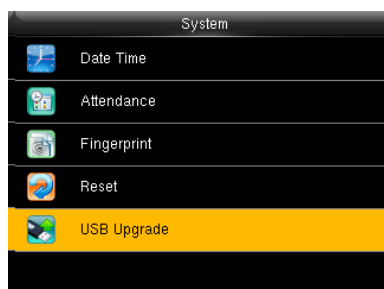 System
Date Time
Attendance
Fingerprint
Reset
USB Upgrade